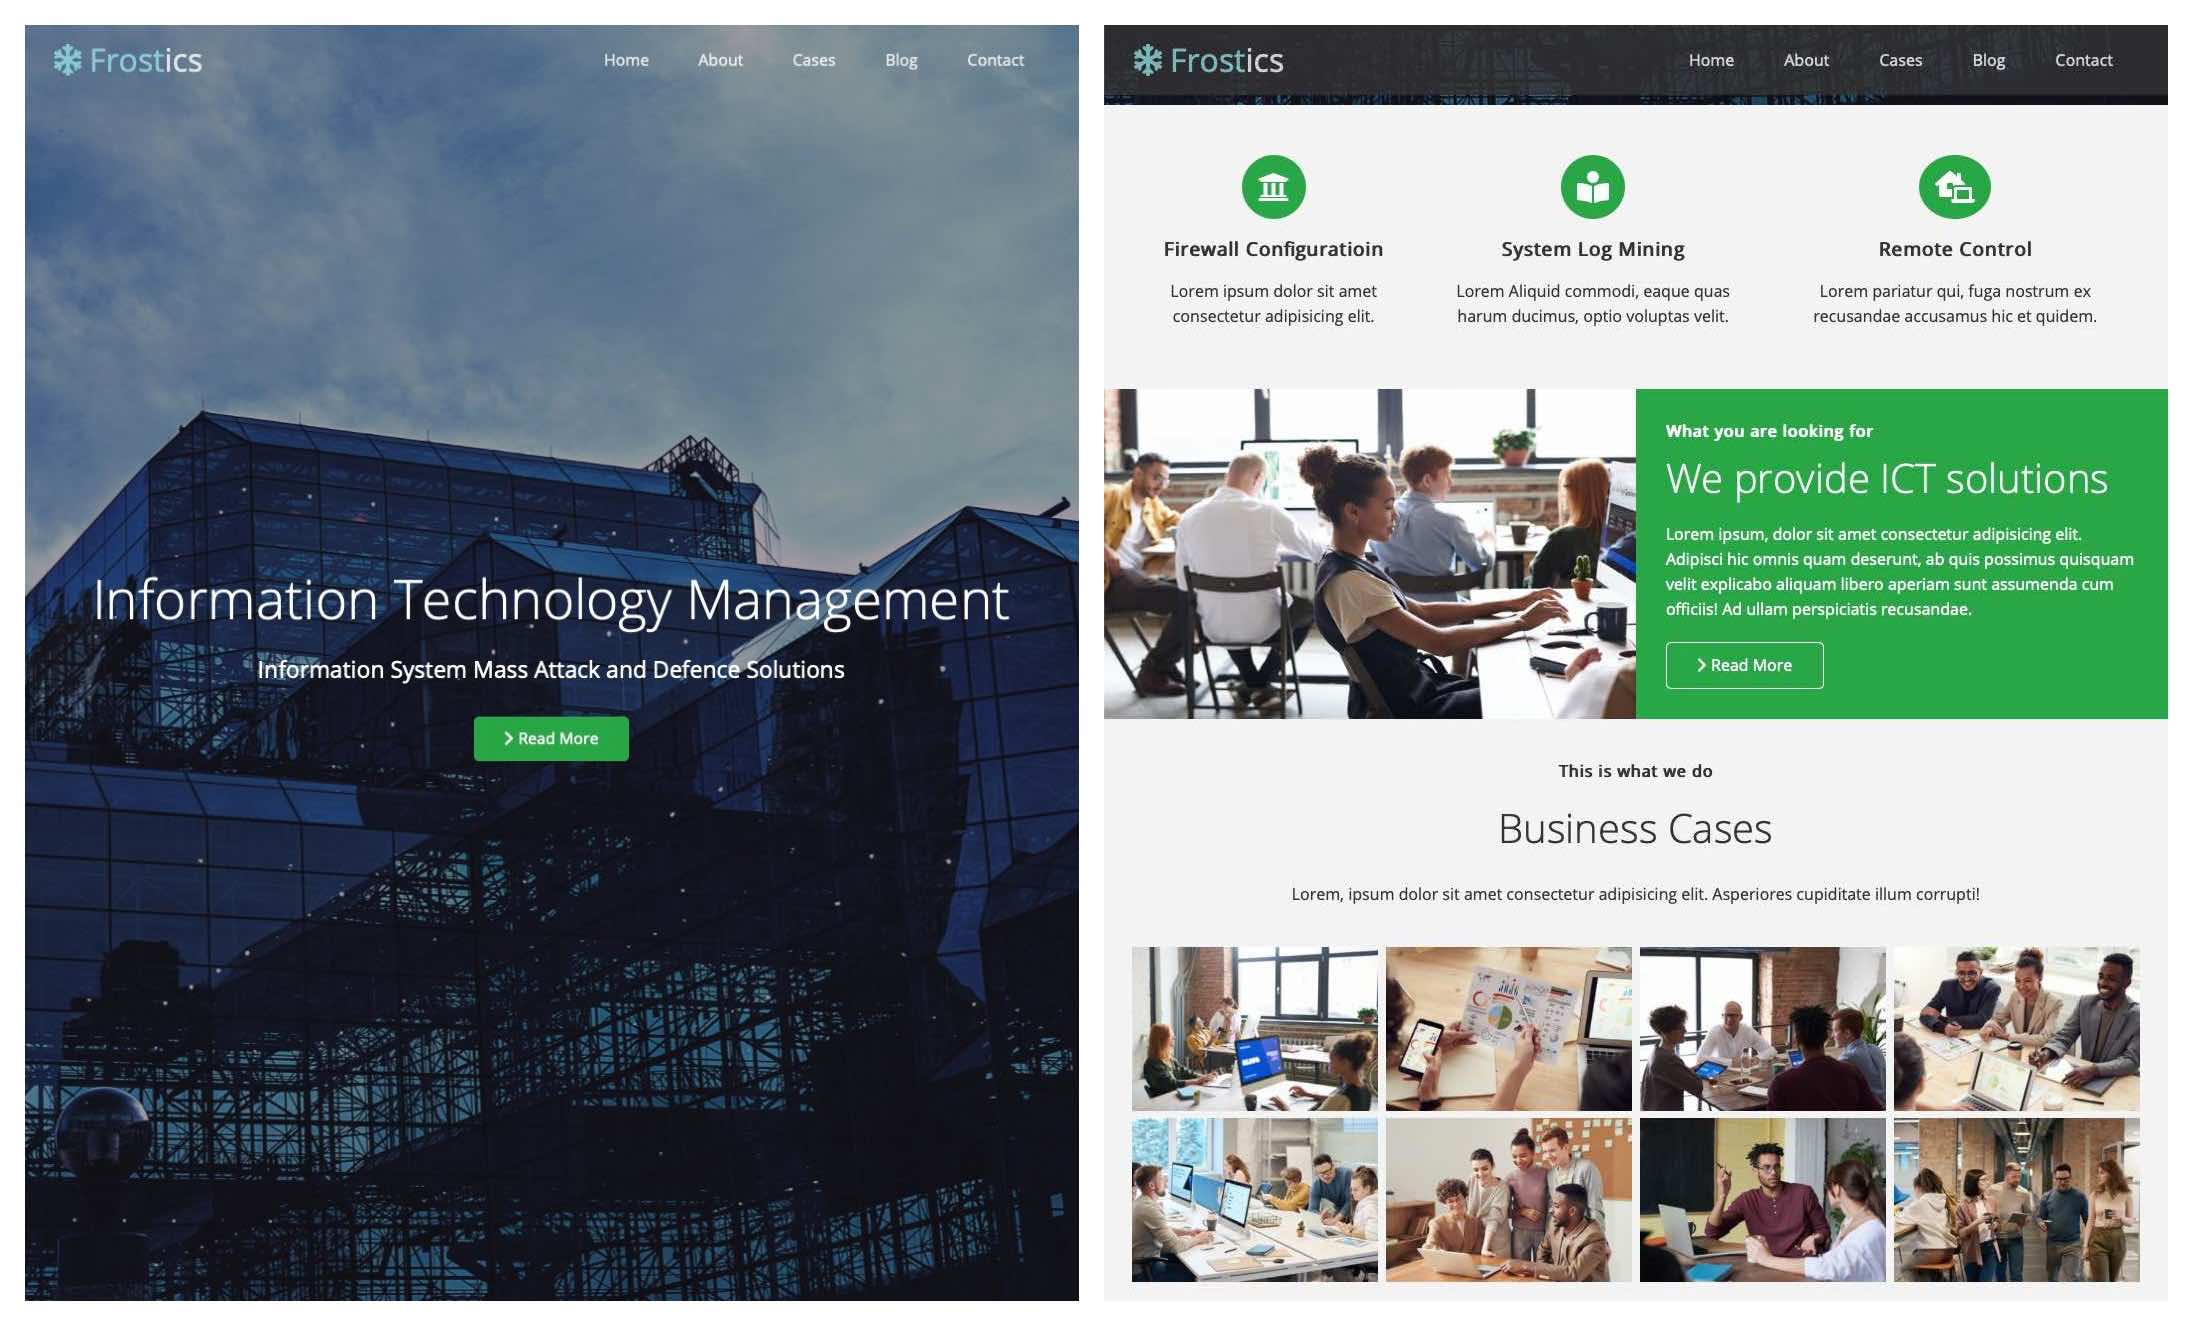 Frostics
Home About Cases Blog Contact
Information Technology Management
Information System Mass Attack and Defence Solutions
Read More
Frostics
Home About Cases Blog Contact
Firewall Configuratioin
Lorem ipsum dolor sit amet
consectetur adipisicing elit.
System Log Mining
Lorem Aliquid commodi, eaque quas
harum ducimus, optio voluptas velit.
Remote Control
Lorem pariatur qui, fuga nostrum ex
recusandae accusamus hic et quidem.
What you are looking for
We provide ICT solutions
Lorem ipsum, dolor sit amet consectetur adipisicing elit.
Adipisci hic omnis quam deserunt, ab quis possimus quisquam
velit explicabo aliquam libero aperiam sunt assumenda cum
officiis! Ad ullam perspiciatis recusandae.
Read More
This is what we do
Business Cases
Lorem, ipsum dolor sit amet consectetur adipisicing elit. Asperiores cupiditate illum corrupti!